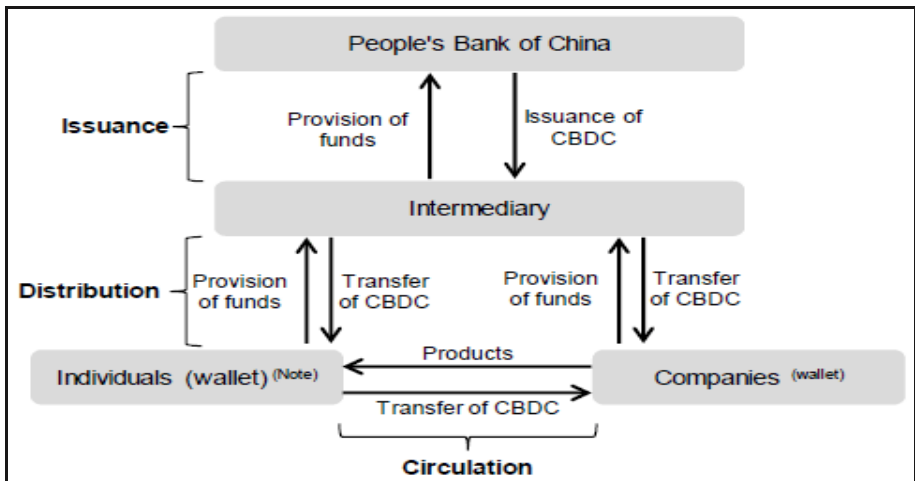 People's Bank of China
Issuance
Provision of
funds
Issuance of
CBDC
Intermediary
Distribution
Provision
of funds
Transfer
of CBDC
Provision
of funds
Transfer
of CBDC
Individuals (wallet) (Note)
Products
Companies (wallet)
Transfer of CBDC
Circulation